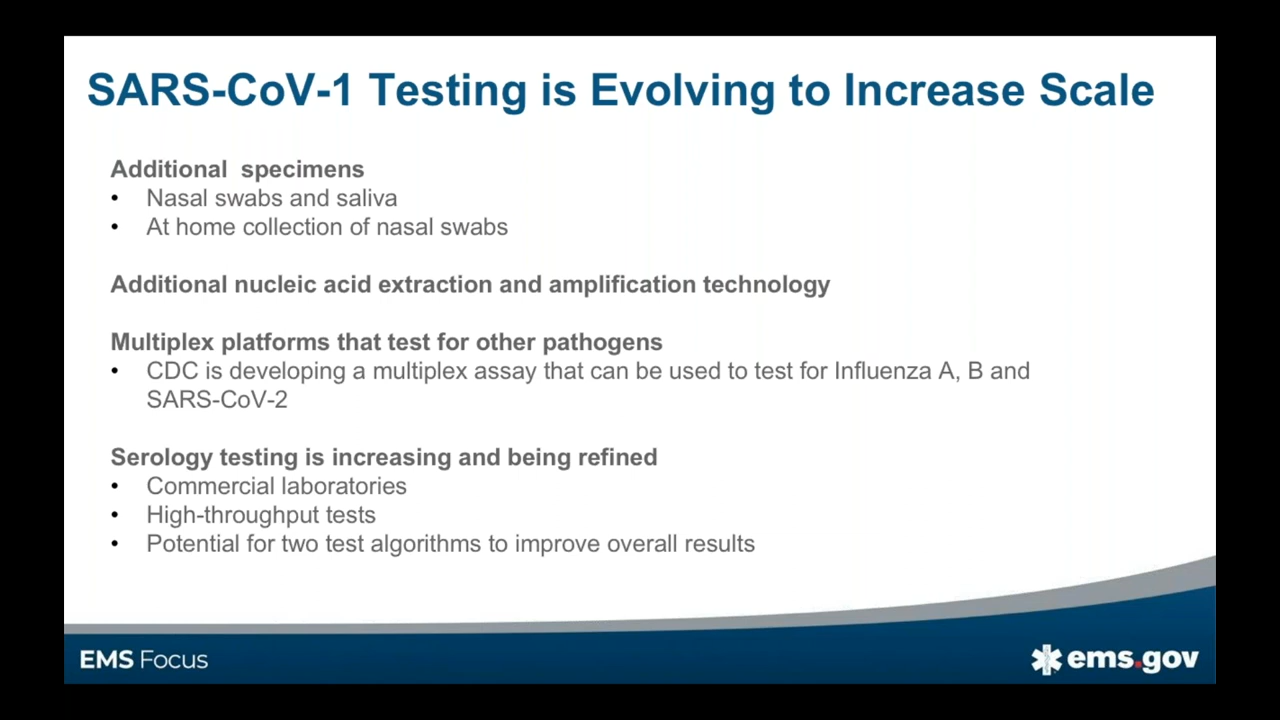 SARS-CoV-1 Testing is Evolving to Increase Scale
Additional  specimens
• Nasal swabs and saliva
• At home collection of nasal swabs
Additional nucleic acid extraction and amplification technology
Multiplex platforms that test for other pathogens
• CDC is developing a multiplex assay that can be used to test for Influenza A, B and
SARS-CoV-2
Serology testing is increasing and being refined
• Commercial laboratories
• High-throughput tests
• Potential for two test algorithms to improve overall results
EMS Focus
ems.gov